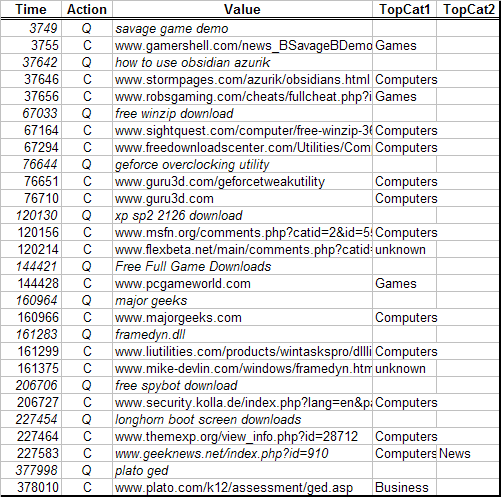 Time Action Value TopCat1 TopCat2
3749 Q savage game demo
3755 C www.gamershell.com/news_BSavageBDemo Games
37642 Q how to use obsidian azurik
37646 C www.stormpages.com/azurik/obsidians.html Computers
37656 C www.robsgaming.com/cheats/fullcheat.php?i Games
67033 Q free winzip download
67164 C www.sightquest.com/computer/free-winzip-36 Computers
67294 C www.freedownloadscenter.com/Utilities/Com Computers
76644 Q geforce overclocking utility
76651 C www.guru3d.com/geforcetweakutility Computers
76710 C www.guru3d.com Computers
120130 Q xp sp2 2126 download
120156 C www.msfn.org/comments.php?catid=2&id=55 Computers
120214 C www.flexbeta.net/main/comments.php?catid= unknown
144421 Q Free Full Game Downloads
144428 C www.pcgameworld.com Games
160964 Q major geeks
160966 C www.majorgeeks.com Computers
161283 Q framedyn.dll
161299 C www.liutilities.com/products/wintaskspro/dllli Computers
161375 C www.mike-devlin.com/windows/framedyn.htm unknown
206706 Q free spybot download
206727 C www.security.kolla.de/index.php?lang=en&pa Computers
227454 Q longhorn boot screen downloads
227464 C www.themexp.org/view_info.php?id=28712 Computers
227583 C www.geeknews.net/index.php?id=910 Computers News
377998 Q plato ged
378010 C www.plato.com/k12/assessment/ged.asp Business